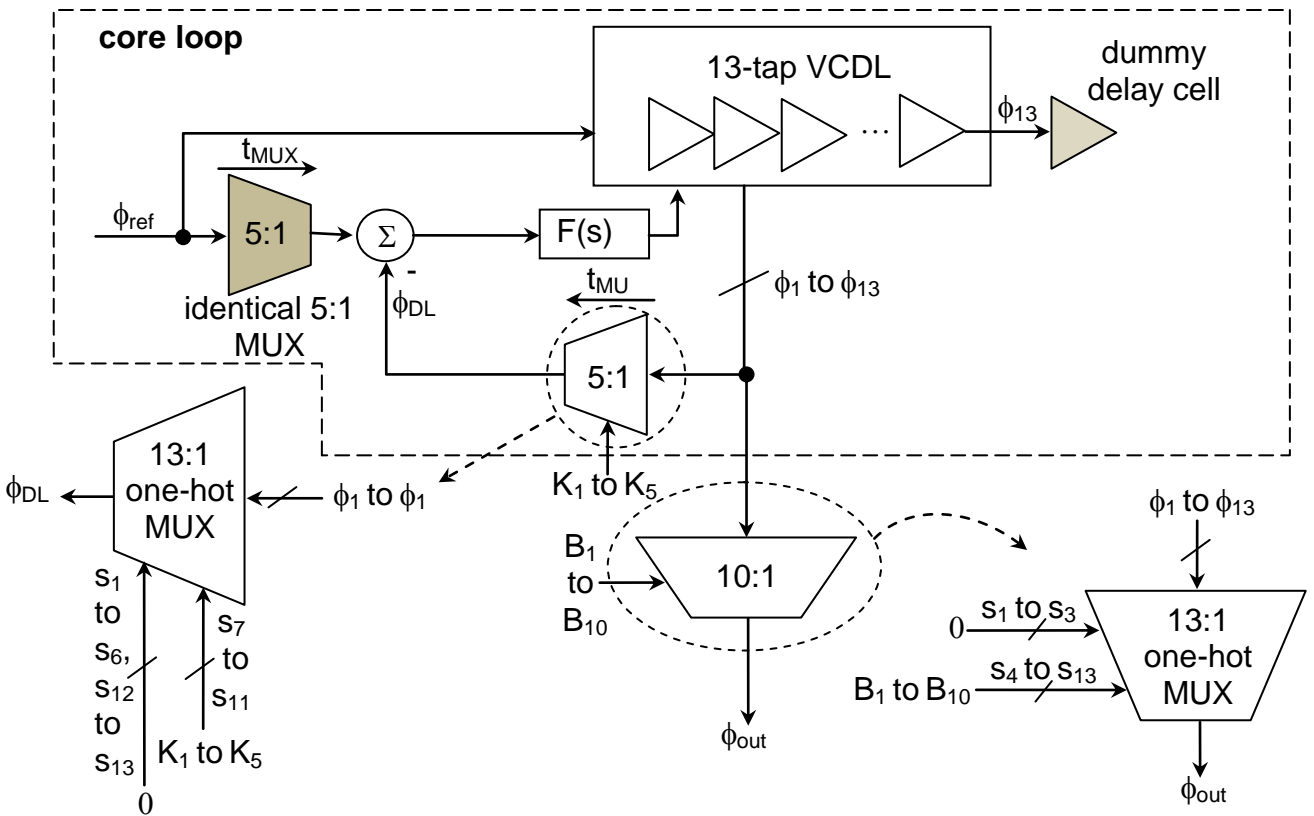 core loop
13-tap VCDL
dummy
delay cell
...
ϕ13
tMUX
ϕref
5:1
Σ
-
F(s)
identical 5:1
MUX
ϕDL
tMU
ϕ1 to ϕ13
5:1
K1 to K5
13:1
one-hot
MUX
ϕDL
ϕ1 to ϕ1
s1
to
s6,
s12
to
s13
0
s7
to
s11
K1 to K5
B1
to
B10
10:1
ϕout
ϕ1 to ϕ13
0
s1 to s3
s4 to s13
B1 to B10
13:1
one-hot
MUX
ϕout